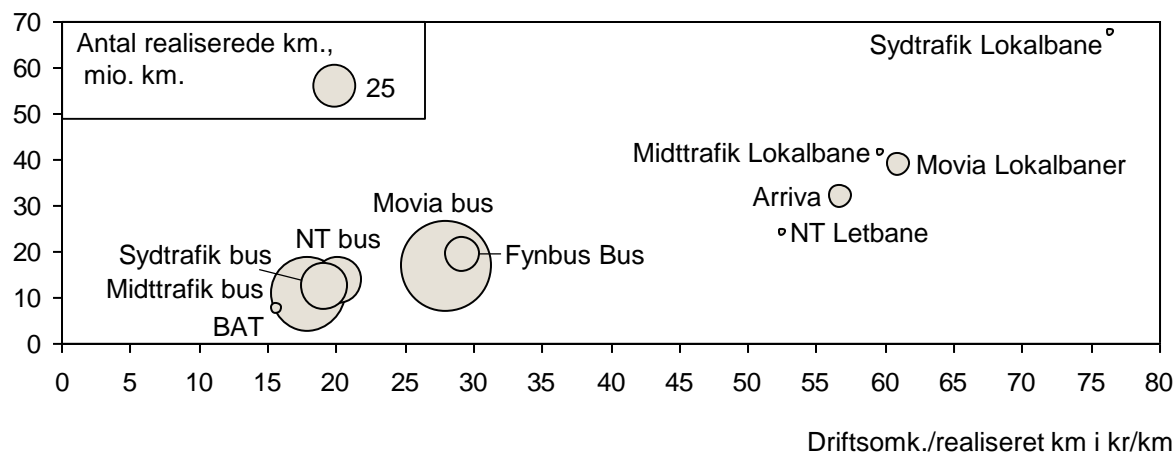 70
60
50
40
30
20
10
0
Antal realiserede km.,
mio. km.
25
Sydtrafik Lokalbane
Midttrafik Lokalbane
Movia Lokalbaner
Arriva
NT Letbane
Movia bus
NT bus
Fynbus Bus
Sydtrafik bus
Midttrafik bus
BAT
0 5 10 15 20 25 30 35 40 45 50 55 60 65 70 75 80
Driftsomk./realiseret km i kr/km